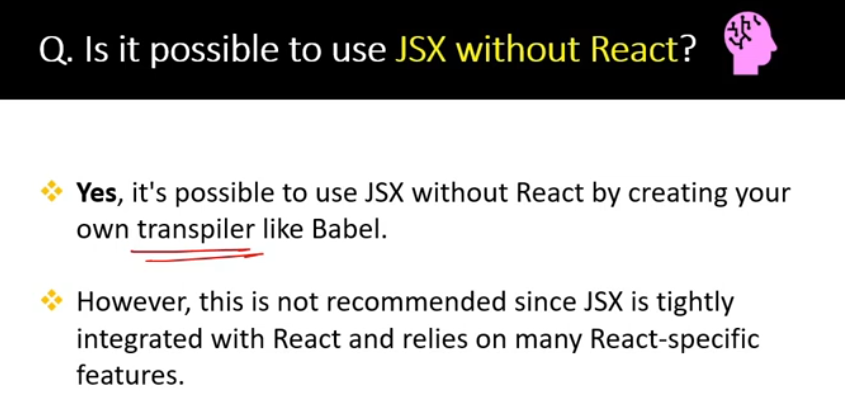 Q. Is it possible to use JSX without React?
Yes, it's possible to use JSX without React by creating your
own transpiler like Babel.
However, this is not recommended since JSX is tightly
integrated with React and relies on many React-specific
features.